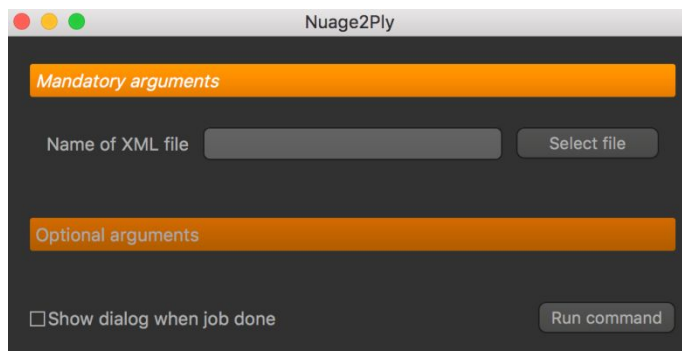 Nuage2Ply
Mandatory arguments
Name of XML file Select file
Optional arguments
Show dialog when job done Run command